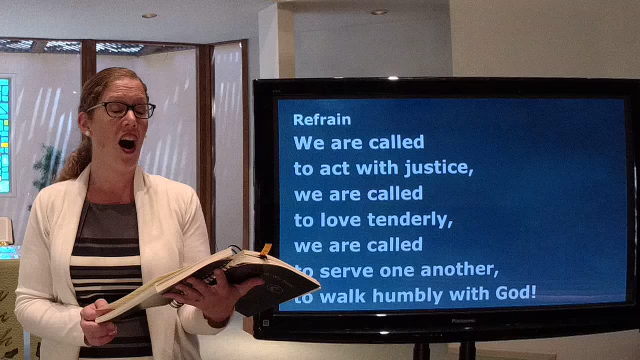 Refrain
We are called
to act with justice,
we are called
to love tenderly,
we are called
to serve one another,
to walk humbly with God!
Panasonic